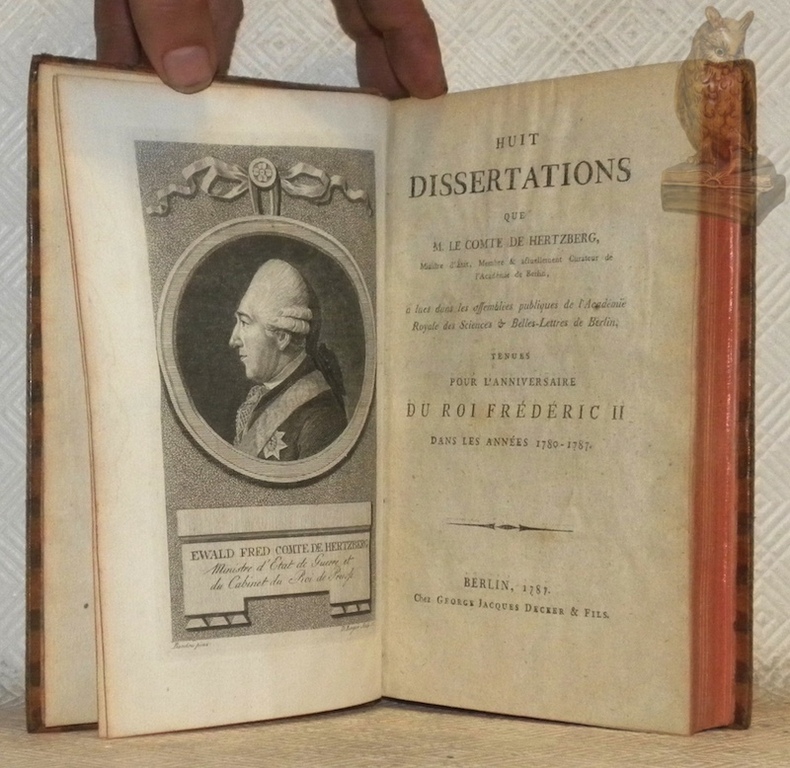 EWALD FRED COMTE DE HERTZBERG
Ministre d'Etat de Guerre et
du Cabinet du Roi de Prusse
HUIT
DISSERTATIONS
QUE
M. LE COMTE DE HERTZBERG,
Miniſtre d'État, Membre & actuellement Curateur de
l'Académie de Berlin,
a lues dans les aſſemblées publiques de l'Académie
Royale des Sciences & Belles-Lettres de Berlin,
TENUES
POUR L'ANNIVERSAIRE
DU ROI FRÉDÉRIC II
DANS LES ANNÉES 1780-1787.
BERLIN, 1787.
Chez GEORGE JACQUES DECKER & FILS.